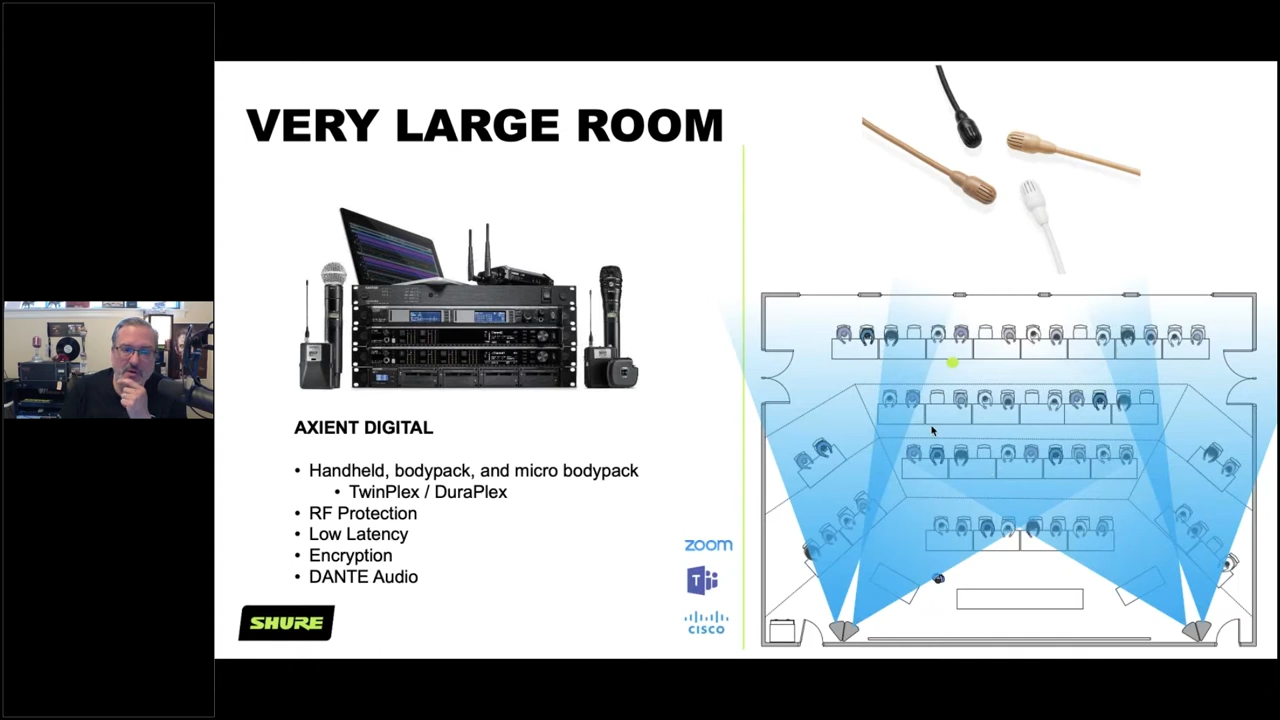 VERY LARGE ROOM
AXIENT DIGITAL
• Handheld, bodypack, and micro bodypack
• TwinPlex / DuraPlex
• RF Protection
• Low Latency
• Encryption
• DANTE Audio
SHURE
zoom
T
CISCO